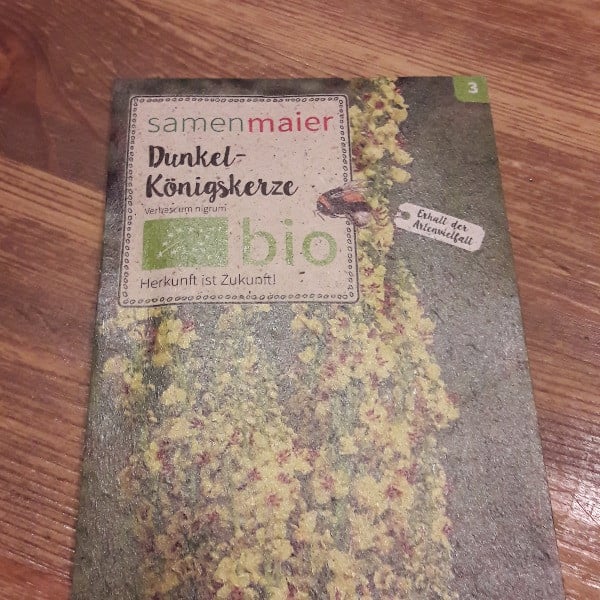 3
samenmaier
Dunkel-
Königskerze
Verbascum nigrum
bio
Herkunft ist Zukunft!
Erhalt der
Artenvielfalt